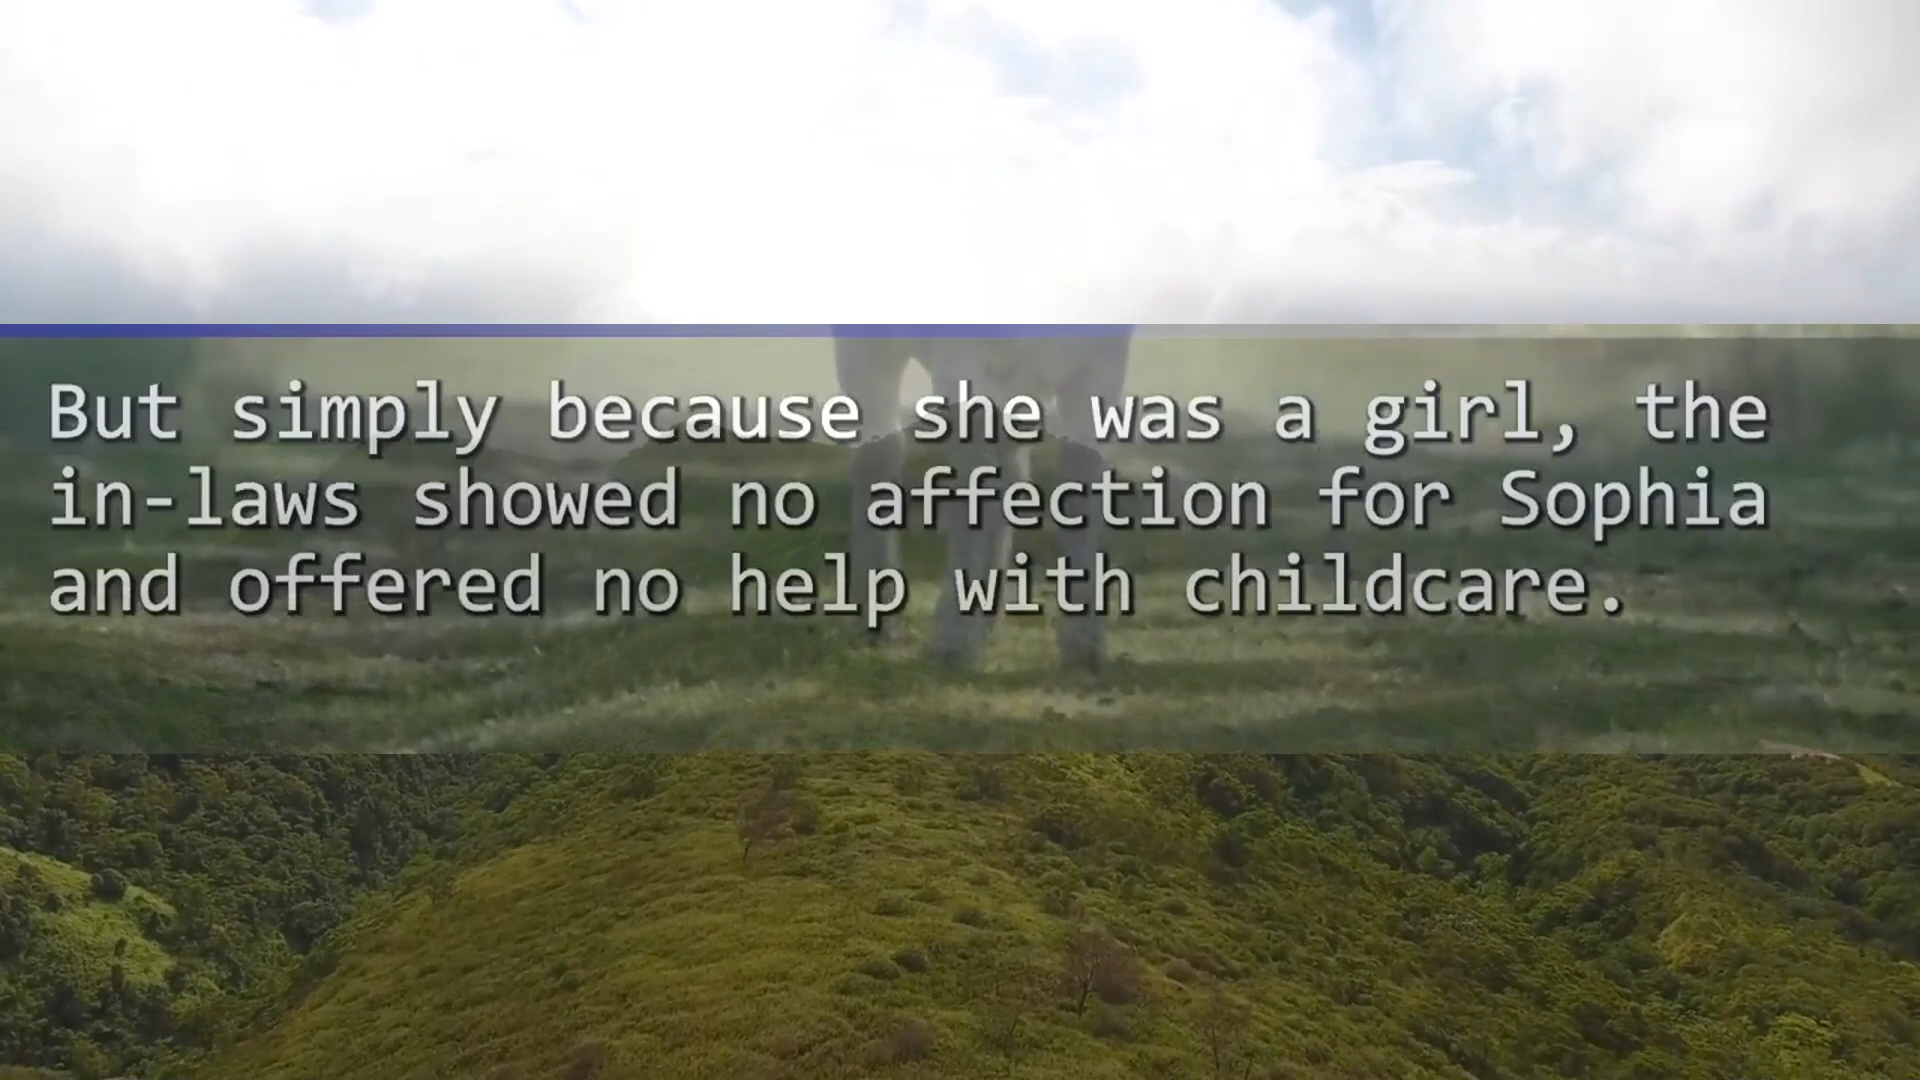 But simply because she was a girl, the
in-laws showed no affection for Sophia
and offered no help with childcare.